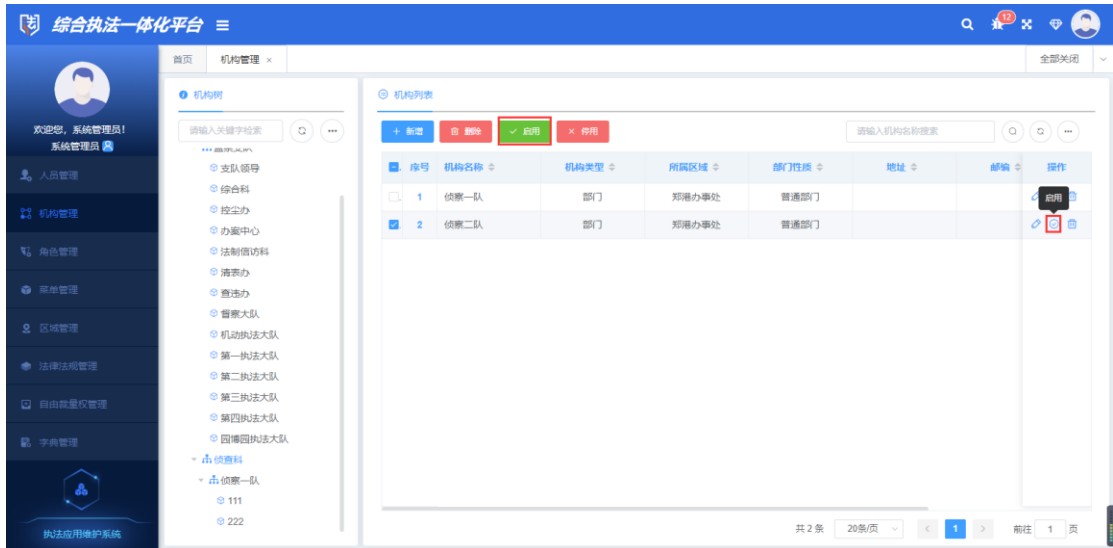 综合执法一体化平台
12
首页
机构管理 ×
全部关闭
欢迎您，系统管理员!
系统管理员
人员管理
机构管理
角色管理
菜单管理
区域管理
法律法规管理
自由裁量权管理
字典管理
执法应用维护系统
机构树
请输入关键字检索
支队领导
综合科
控尘办
办案中心
法制信访科
清表办
查违办
督察大队
机动执法大队
第一执法大队
第二执法大队
第三执法大队
第四执法大队
园博园执法大队
侦查科
侦察一队
111
222
机构列表
+ 新增
删除
启用
× 停用
请输入机构名称搜索
序号 机构名称 机构类型 所属区域 部门性质 地址 邮编 操作
1 侦察一队 部门 郑港办事处 普通部门
启用
2 侦察二队 部门 郑港办事处 普通部门
共 2 条 20条/页 < 1 > 前往 1 页